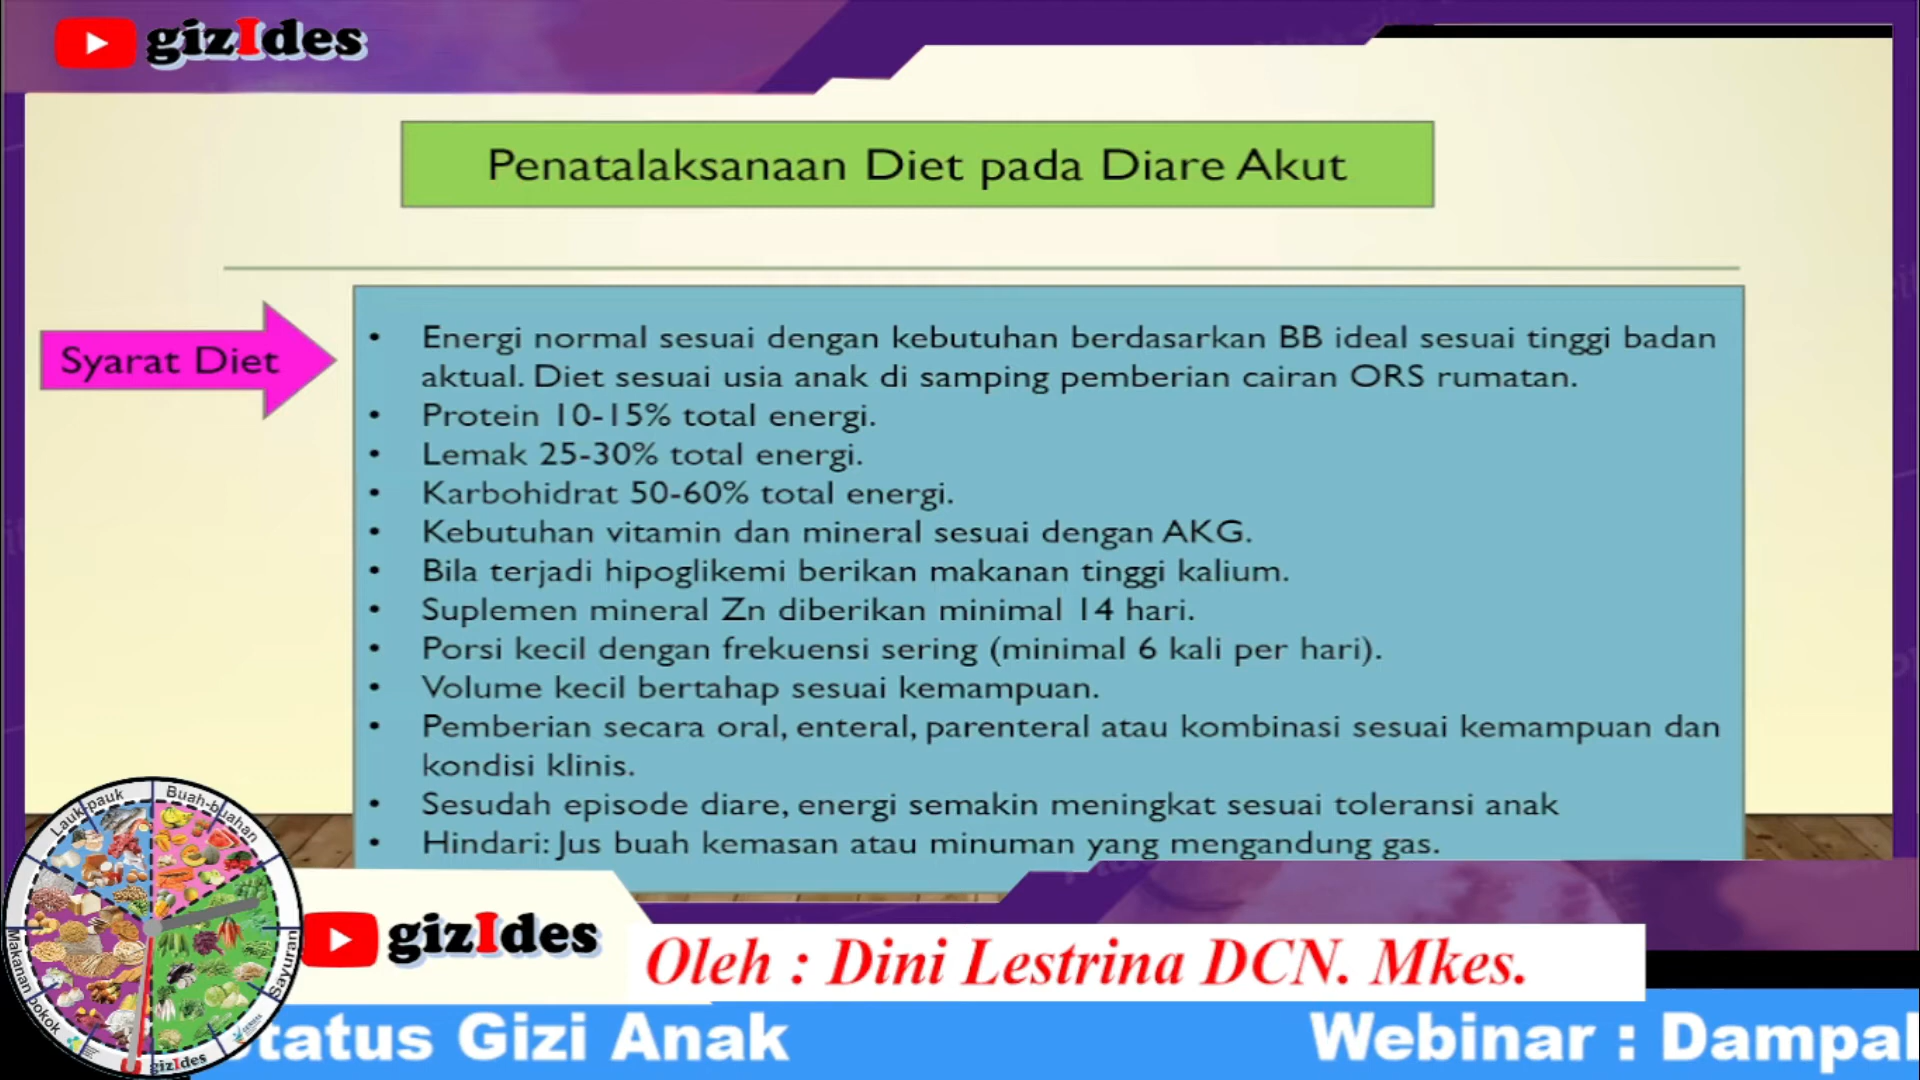 gizIdes
Penatalaksanaan Diet pada Diare Akut
Syarat Diet
• Energi normal sesuai dengan kebutuhan berdasarkan BB ideal sesuai tinggi badan
aktual. Diet sesuai usia anak di samping pemberian cairan ORS rumatan.
• Protein 10-15% total energi.
• Lemak 25-30% total energi.
• Karbohidrat 50-60% total energi.
• Kebutuhan vitamin dan mineral sesuai dengan AKG.
• Bila terjadi hipoglikemi berikan makanan tinggi kalium.
• Suplemen mineral Zn diberikan minimal 14 hari.
• Porsi kecil dengan frekuensi sering (minimal 6 kali per hari).
• Volume kecil bertahap sesuai kemampuan.
• Pemberian secara oral, enteral, parenteral atau kombinasi sesuai kemampuan dan
kondisi klinis.
• Sesudah episode diare, energi semakin meningkat sesuai toleransi anak
• Hindari: Jus buah kemasan atau minuman yang mengandung gas.
Lauk-pauk
Buah-buahan
Makanan pokok
Sayuran
gizIdes
gizIdes
Oleh : Dini Lestrina DCN. Mkes.
tatus Gizi Anak
Webinar : Dampal